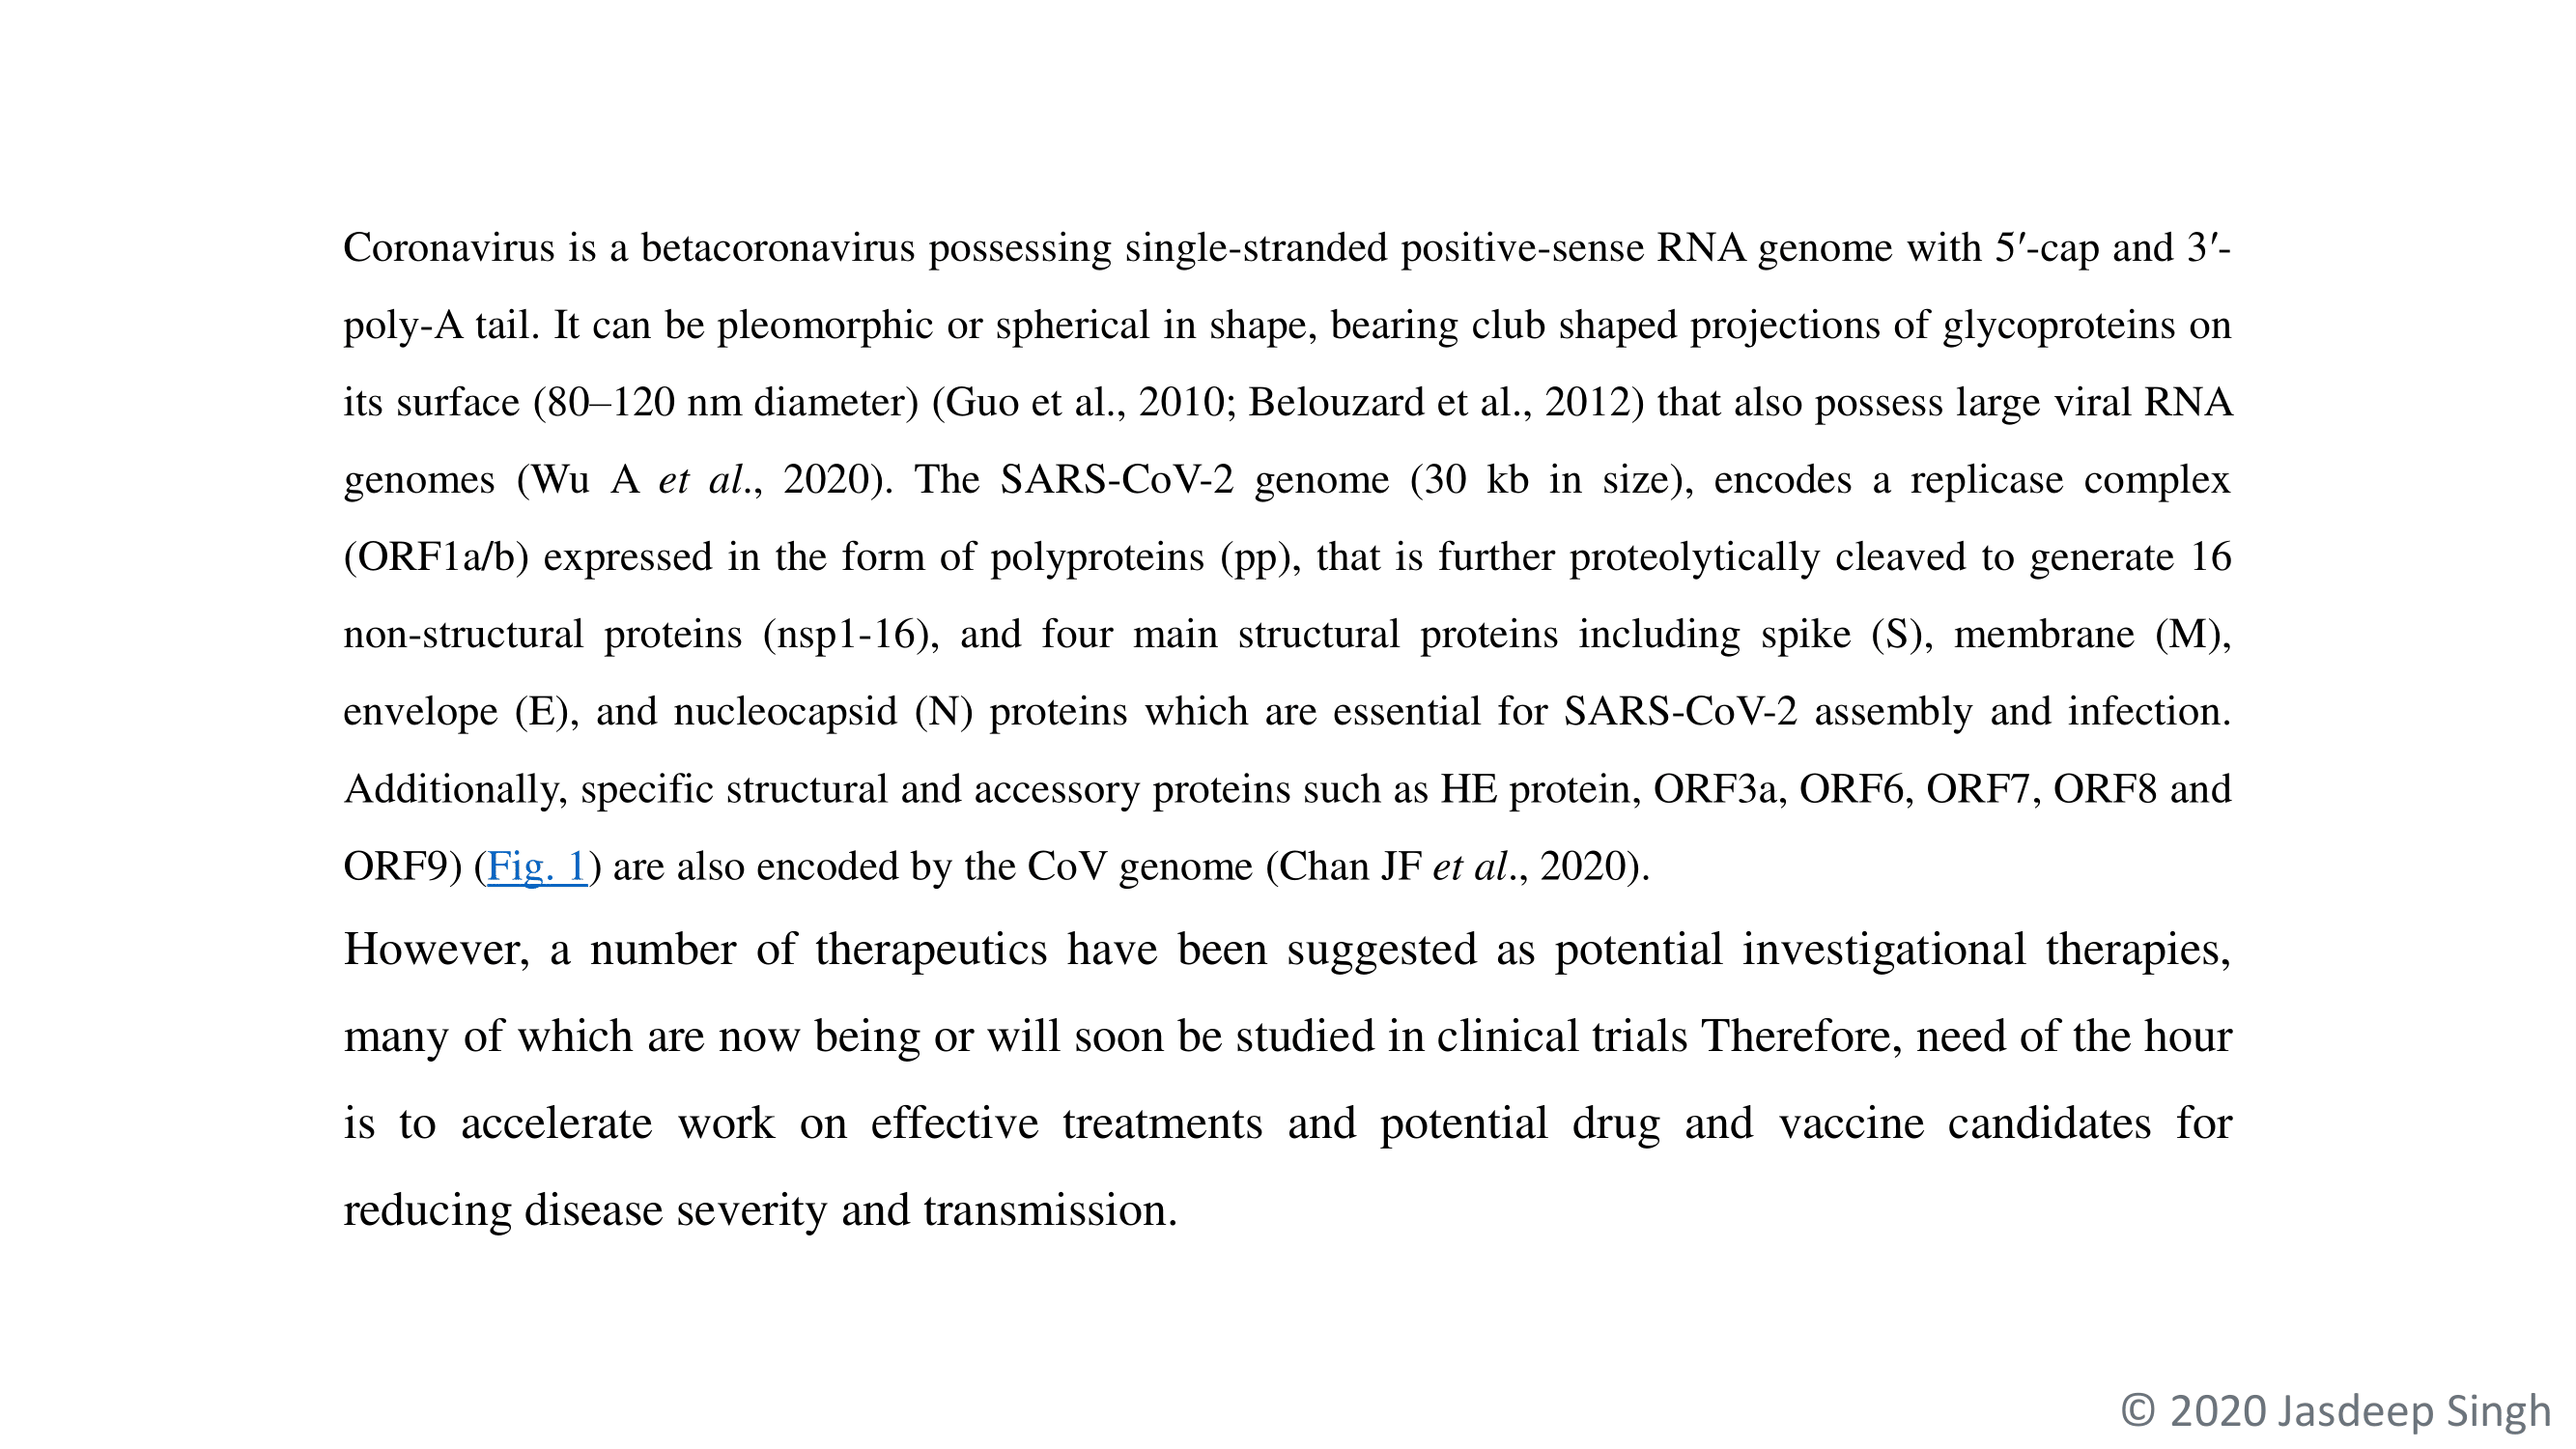 Coronavirus is a betacoronavirus possessing single-stranded positive-sense RNA genome with 5′-cap and 3′-
poly-A tail. It can be pleomorphic or spherical in shape, bearing club shaped projections of glycoproteins on
its surface (80–120 nm diameter) (Guo et al., 2010; Belouzard et al., 2012) that also possess large viral RNA
genomes (Wu A et al., 2020). The SARS-CoV-2 genome (30 kb in size), encodes a replicase complex
(ORF1a/b) expressed in the form of polyproteins (pp), that is further proteolytically cleaved to generate 16
non-structural proteins (nsp1-16), and four main structural proteins including spike (S), membrane (M),
envelope (E), and nucleocapsid (N) proteins which are essential for SARS-CoV-2 assembly and infection.
Additionally, specific structural and accessory proteins such as HE protein, ORF3a, ORF6, ORF7, ORF8 and
ORF9) (Fig. 1) are also encoded by the CoV genome (Chan JF et al., 2020).
However, a number of therapeutics have been suggested as potential investigational therapies,
many of which are now being or will soon be studied in clinical trials Therefore, need of the hour
is to accelerate work on effective treatments and potential drug and vaccine candidates for
reducing disease severity and transmission.
© 2020 Jasdeep Singh